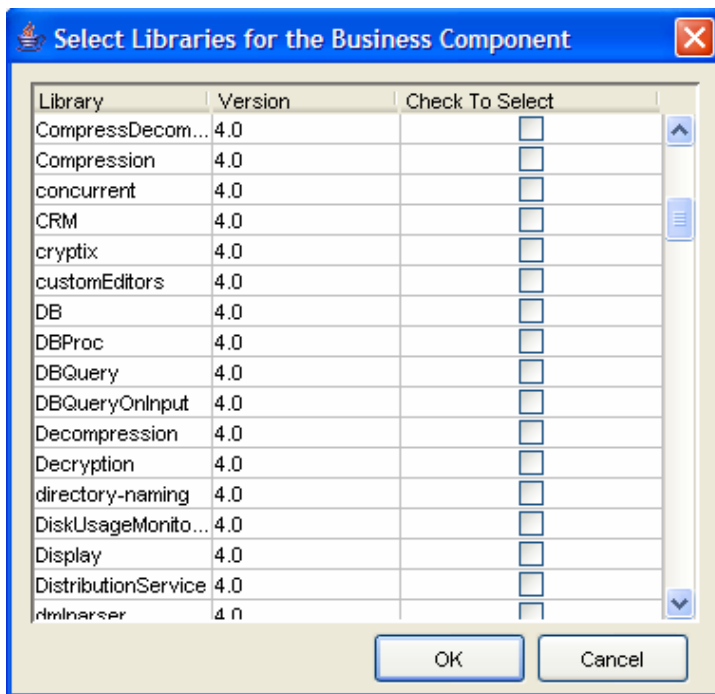 Select Libraries for the Business Component
Library Version Check To Select
CompressDecom... 4.0
Compression 4.0
concurrent 4.0
CRM 4.0
cryptix 4.0
customEditors 4.0
DB 4.0
DBProc 4.0
DBQuery 4.0
DBQueryOnInput 4.0
Decompression 4.0
Decryption 4.0
directory-naming 4.0
DiskUsageMonito... 4.0
Display 4.0
DistributionService 4.0
dmlparser 4.0
OK Cancel